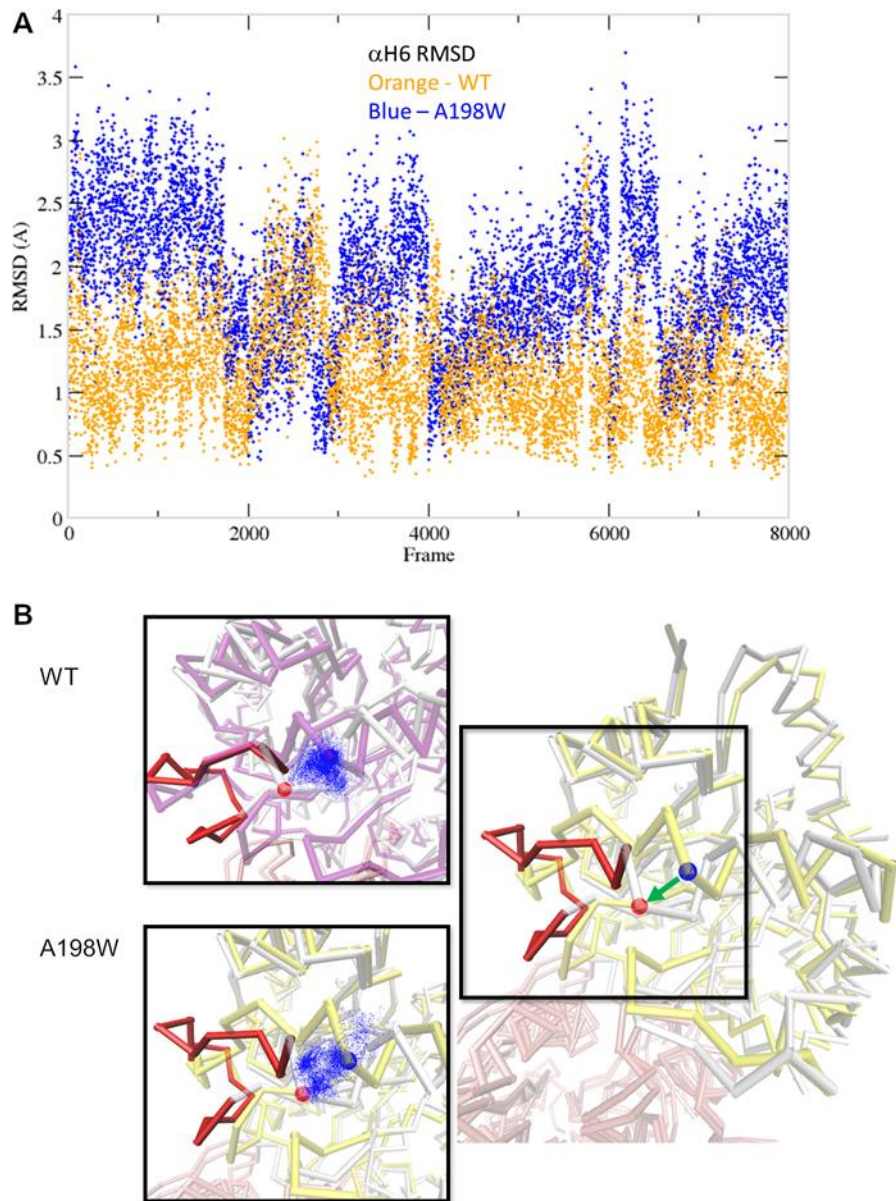 A
αH6 RMSD
Orange - WT
Blue – A198W
4
3.5
3
2.5
2
1.5
1
0.5
0
RMSD (A)
0 2000 4000 6000 8000
Frame
B
WT
A198W